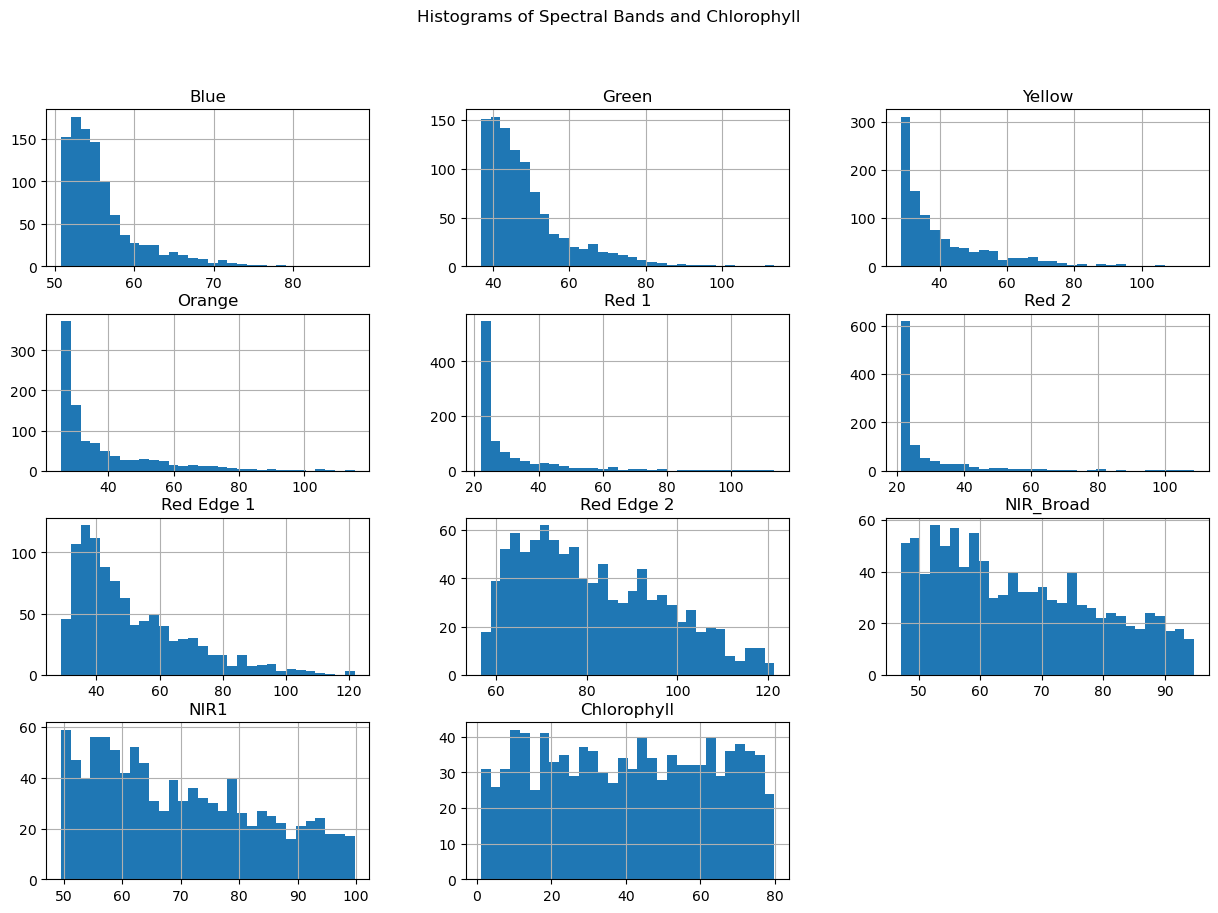 Histograms of Spectral Bands and Chlorophyll
Blue
150
100
50
0
50 60 70 80
Green
150
100
50
0
40 60 80 100
Yellow
300
200
100
0
40 60 80 100
Orange
300
200
100
0
40 60 80 100
Red 1
400
200
0
20 40 60 80 100
Red 2
600
400
200
0
20 40 60 80 100
Red Edge 1
100
50
0
40 60 80 100 120
Red Edge 2
60
40
20
0
60 80 100 120
NIR_Broad
60
40
20
0
50 60 70 80 90
NIR1
60
40
20
0
50 60 70 80 90 100
Chlorophyll
40
30
20
10
0
0 20 40 60 80